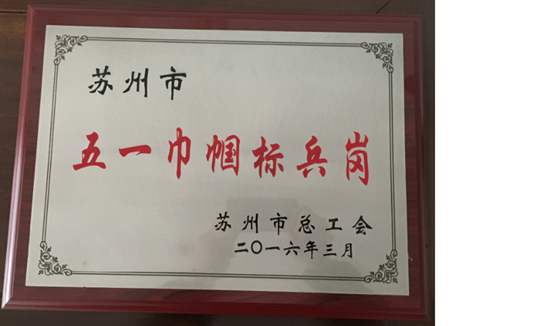 苏州市
五一巾帼标兵岗
苏州市总工会
二〇一六年三月